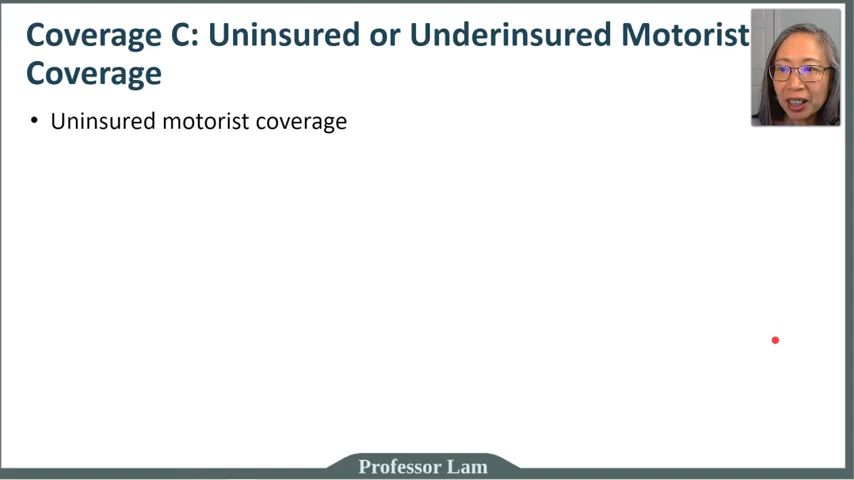 Coverage C: Uninsured or Underinsured Motorist
Coverage
• Uninsured motorist coverage
Professor Lam